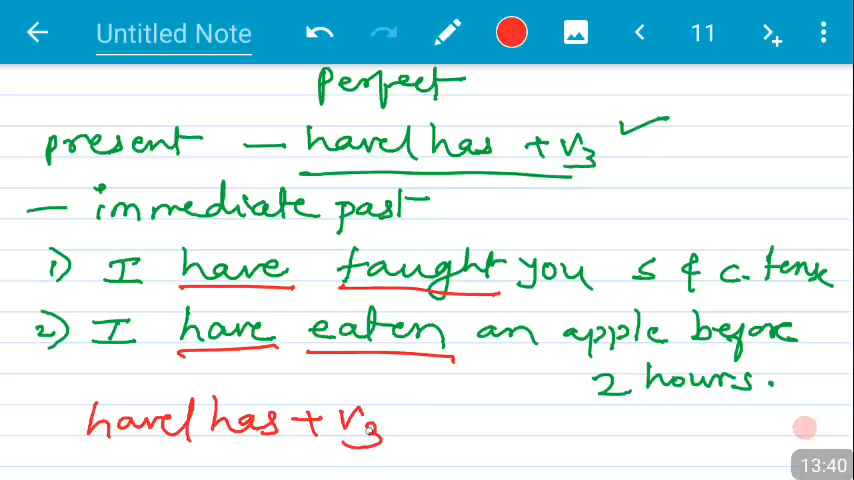 Untitled Note
11
Perfect
present - have/has + v3 ✓
- immediate past
1) I have taught you s & c. tense
2) I have eaten an apple before
2 hours.
have/has + v3
13:40